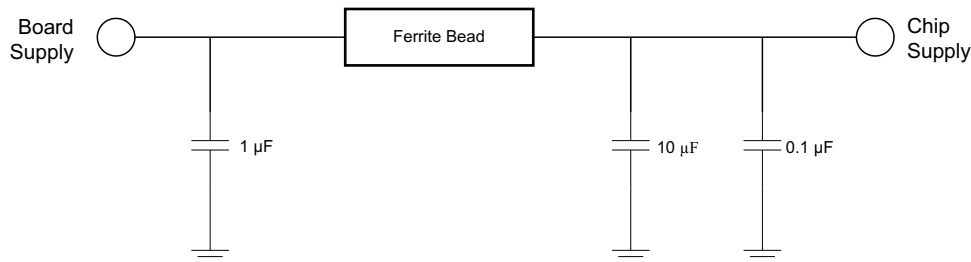 Board
Supply
Ferrite Bead
Chip
Supply
1 µF
10 µF
0.1 µF